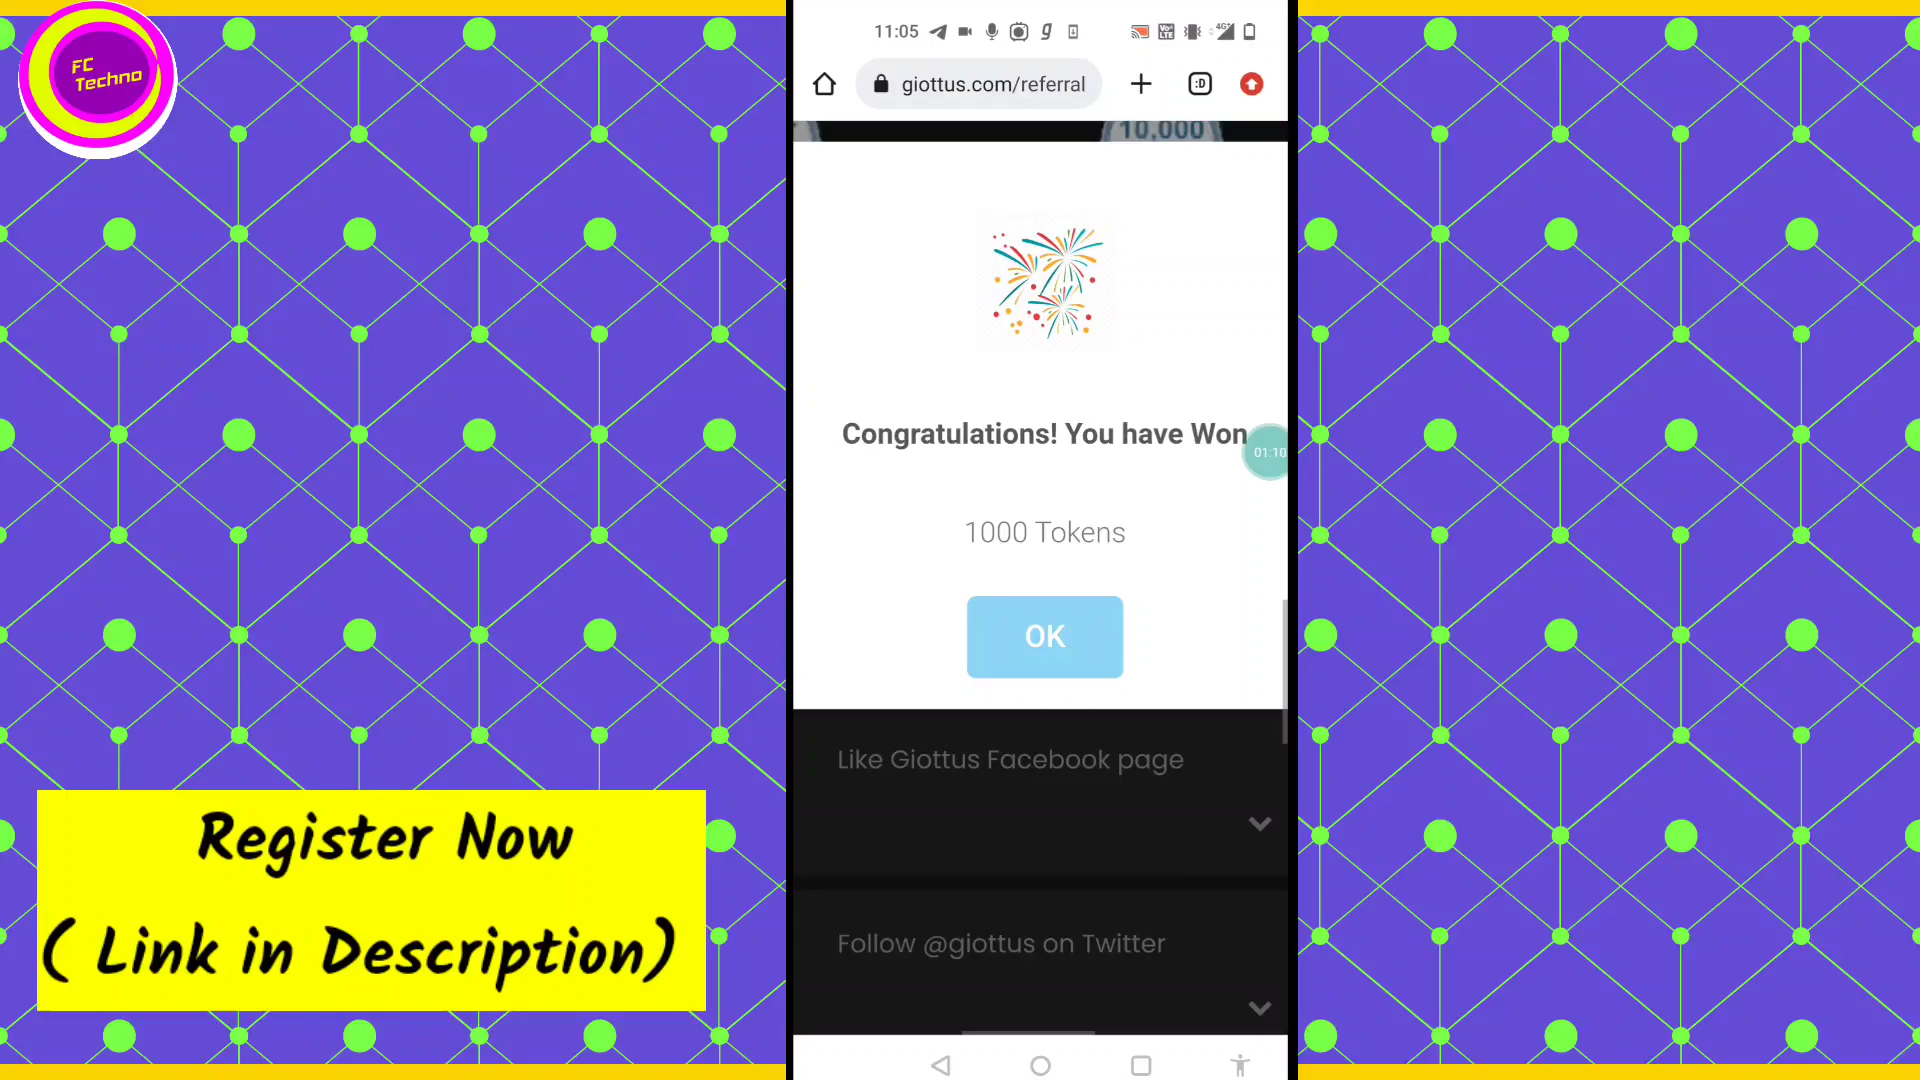 FC
Techno
11:05
4G+
giottus.com/referral
:D
10,000
Congratulations! You have Won
01:10
1000 Tokens
OK
Like Giottus Facebook page
Follow @giottus on Twitter
Register Now
( Link in Description)